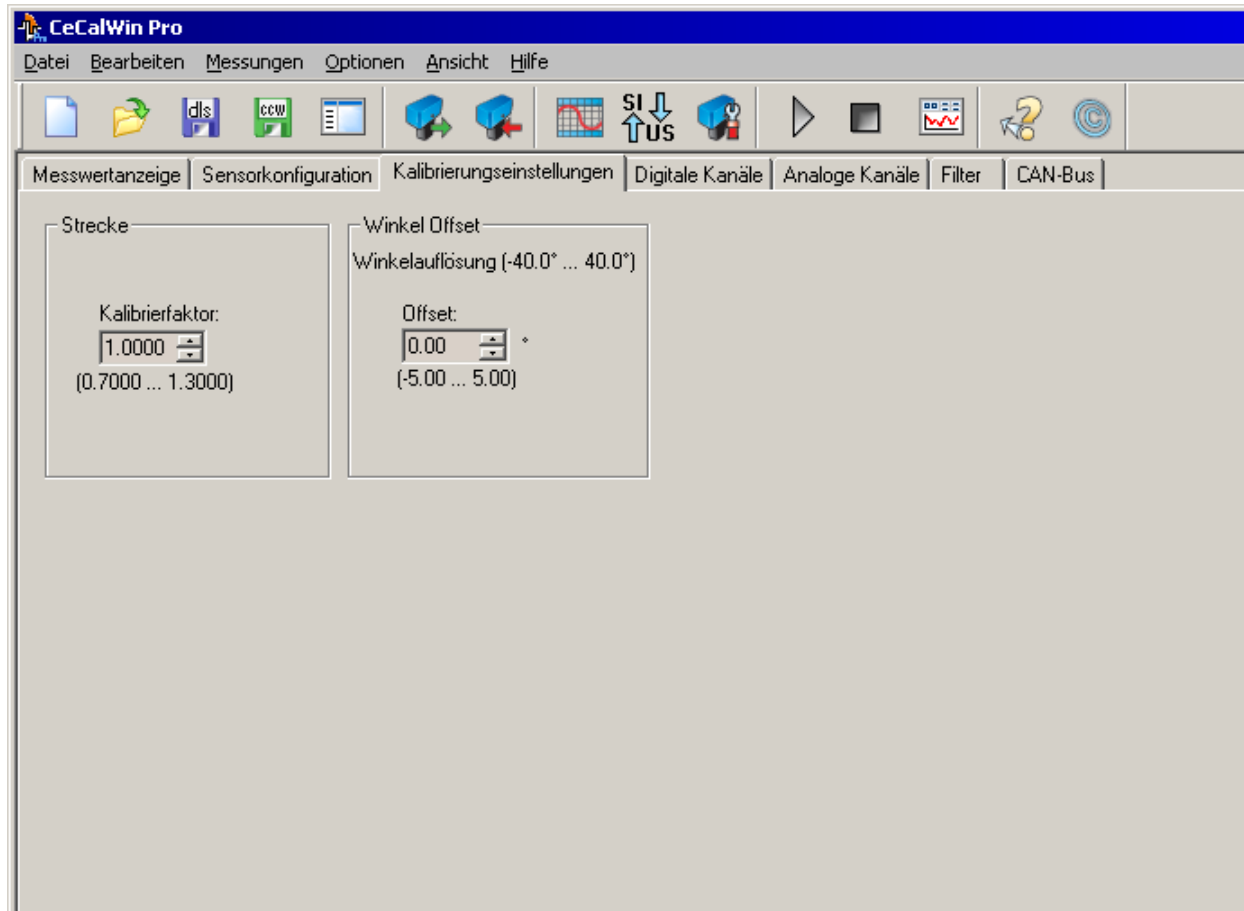 CeCalWin Pro
Datei Bearbeiten Messungen Optionen Ansicht Hilfe
dls
ccw
SI
US
Messwertanzeige Sensorkonfiguration Kalibrierungseinstellungen Digitale Kanäle Analoge Kanäle Filter CAN-Bus
Strecke
Kalibrierfaktor:
1.0000
(0.7000 ... 1.3000)
Winkel Offset
Winkelauflösung (-40.0° ... 40.0°)
Offset:
0.00 °
(-5.00 ... 5.00)